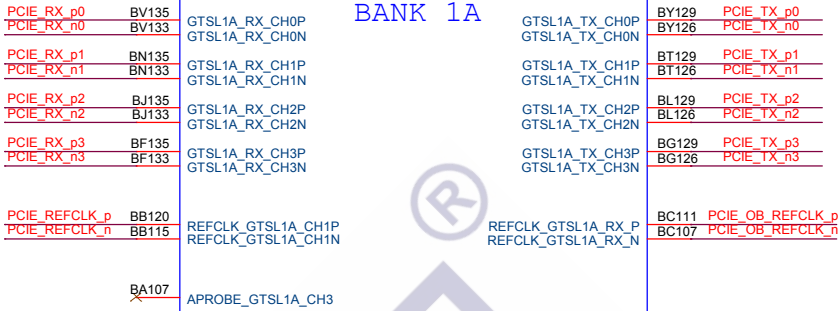 BANK 1A
PCIE_RX_p0 BV135 GTSL1A_RX_CH0P GTSL1A_TX_CH0P BY129 PCIE_TX_p0
PCIE_RX_n0 BV133 GTSL1A_RX_CH0N GTSL1A_TX_CH0N BY126 PCIE_TX_n0
PCIE_RX_p1 BN135 GTSL1A_RX_CH1P GTSL1A_TX_CH1P BT129 PCIE_TX_p1
PCIE_RX_n1 BN133 GTSL1A_RX_CH1N GTSL1A_TX_CH1N BT126 PCIE_TX_n1
PCIE_RX_p2 BJ135 GTSL1A_RX_CH2P GTSL1A_TX_CH2P BL129 PCIE_TX_p2
PCIE_RX_n2 BJ133 GTSL1A_RX_CH2N GTSL1A_TX_CH2N BL126 PCIE_TX_n2
PCIE_RX_p3 BF135 GTSL1A_RX_CH3P GTSL1A_TX_CH3P BG129 PCIE_TX_p3
PCIE_RX_n3 BF133 GTSL1A_RX_CH3N GTSL1A_TX_CH3N BG126 PCIE_TX_n3
PCIE_REFCLK_p BB120 REFCLK_GTSL1A_CH1P REFCLK_GTSL1A_RX_P BC111 PCIE_OB_REFCLK_p
PCIE_REFCLK_n BB115 REFCLK_GTSL1A_CH1N REFCLK_GTSL1A_RX_N BC107 PCIE_OB_REFCLK_n
BA107 APROBE_GTSL1A_CH3
®